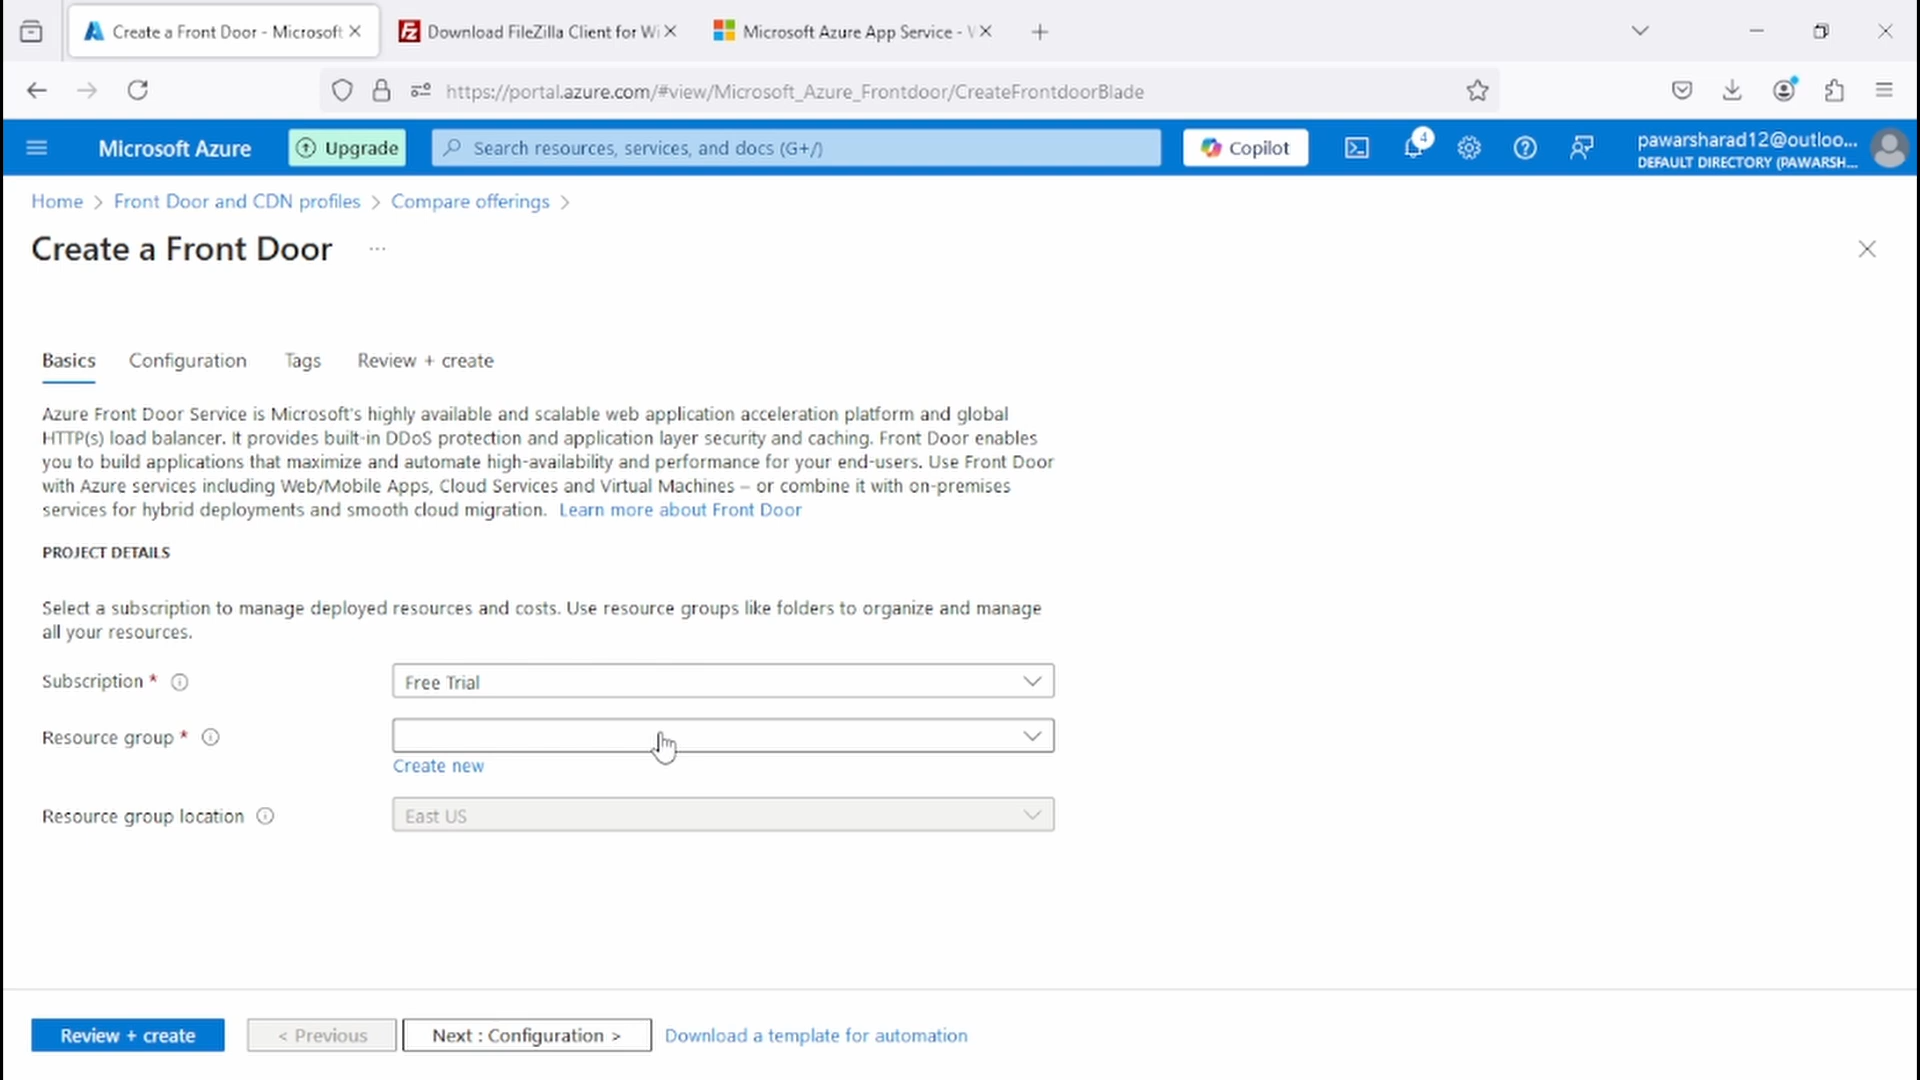 Create a Front Door - Microsoft
Download FileZilla Client for Wi
Microsoft Azure App Service -
https://portal.azure.com/#view/Microsoft_Azure_Frontdoor/CreateFrontdoorBlade
Microsoft Azure
Upgrade
Search resources, services, and docs (G+/)
Copilot
4
pawarsharad12@outloo...
DEFAULT DIRECTORY (PAWARSH...
Home > Front Door and CDN profiles > Compare offerings >
Create a Front Door ...
Basics
Configuration
Tags
Review + create
Azure Front Door Service is Microsoft's highly available and scalable web application acceleration platform and global
HTTP(s) load balancer. It provides built-in DDoS protection and application layer security and caching. Front Door enables
you to build applications that maximize and automate high-availability and performance for your end-users. Use Front Door
with Azure services including Web/Mobile Apps, Cloud Services and Virtual Machines – or combine it with on-premises
services for hybrid deployments and smooth cloud migration. Learn more about Front Door
PROJECT DETAILS
Select a subscription to manage deployed resources and costs. Use resource groups like folders to organize and manage
all your resources.
Subscription *
Free Trial
Resource group *
Create new
Resource group location
East US
Review + create
< Previous
Next : Configuration >
Download a template for automation